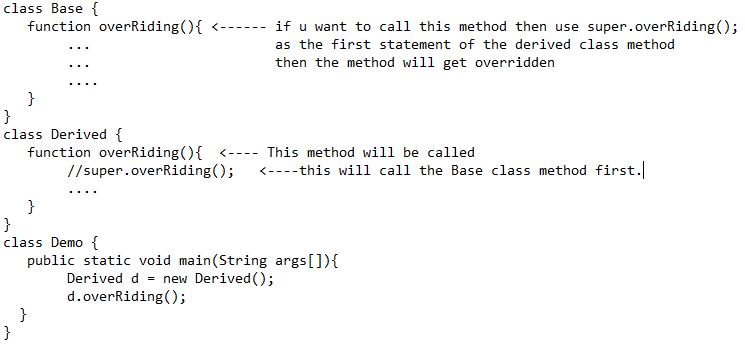 class Base {
   function overRiding(){ <------ if u want to call this method then use super.overRiding();
        ...                       as the first statement of the derived class method
        ...                       then the method will get overridden
        ....
   }
}
class Derived {
   function overRiding(){  <---- This method will be called
        //super.overRiding();   <----this will call the Base class method first.
        ....
   }
}
class Demo {
   public static void main(String args[]){
        Derived d = new Derived();
        d.overRiding();
  }
}